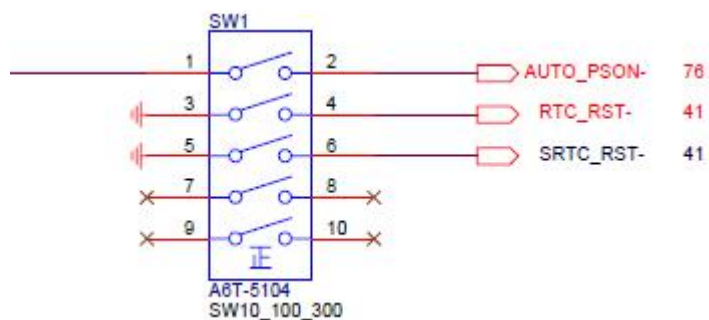 SW1
1 2 AUTO_PSON- 76
3 4 RTC_RST- 41
5 6 SRTC_RST- 41
7 8
9 10
A6T-5104
SW10_100_300